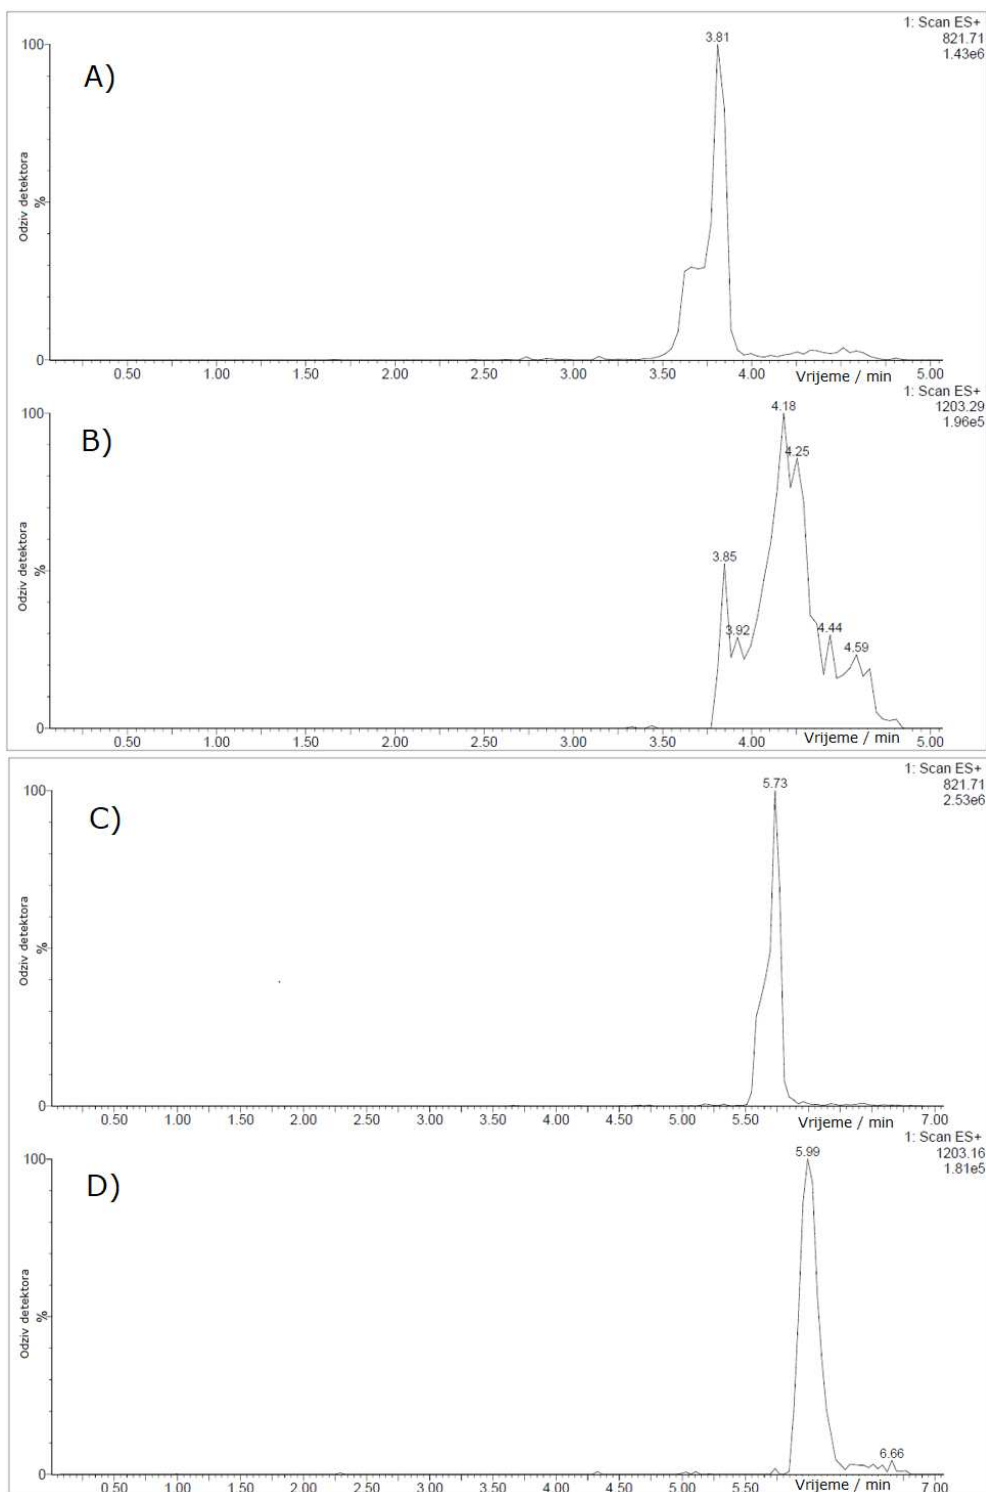 1: Scan ES+
821.71
1.43e6
100
3.81
A)
Odziv detektora
%
0
0.50 1.00 1.50 2.00 2.50 3.00 3.50 4.00 Vrijeme / min 5.00
1: Scan ES+
1203.29
1.96e5
100
4.18
B)
4.25
3.85
3.92
4.44
4.59
Odziv detektora
%
0
0.50 1.00 1.50 2.00 2.50 3.00 3.50 4.00 Vrijeme / min 5.00
1: Scan ES+
821.71
2.53e6
100
5.73
C)
Odziv detektora
%
0
0.50 1.00 1.50 2.00 2.50 3.00 3.50 4.00 4.50 5.00 5.50 Vrijeme / min 7.00
1: Scan ES+
1203.16
1.81e5
100
5.99
D)
Odziv detektora
%
6.66
0
0.50 1.00 1.50 2.00 2.50 3.00 3.50 4.00 4.50 5.00 5.50 Vrijeme / min 7.00